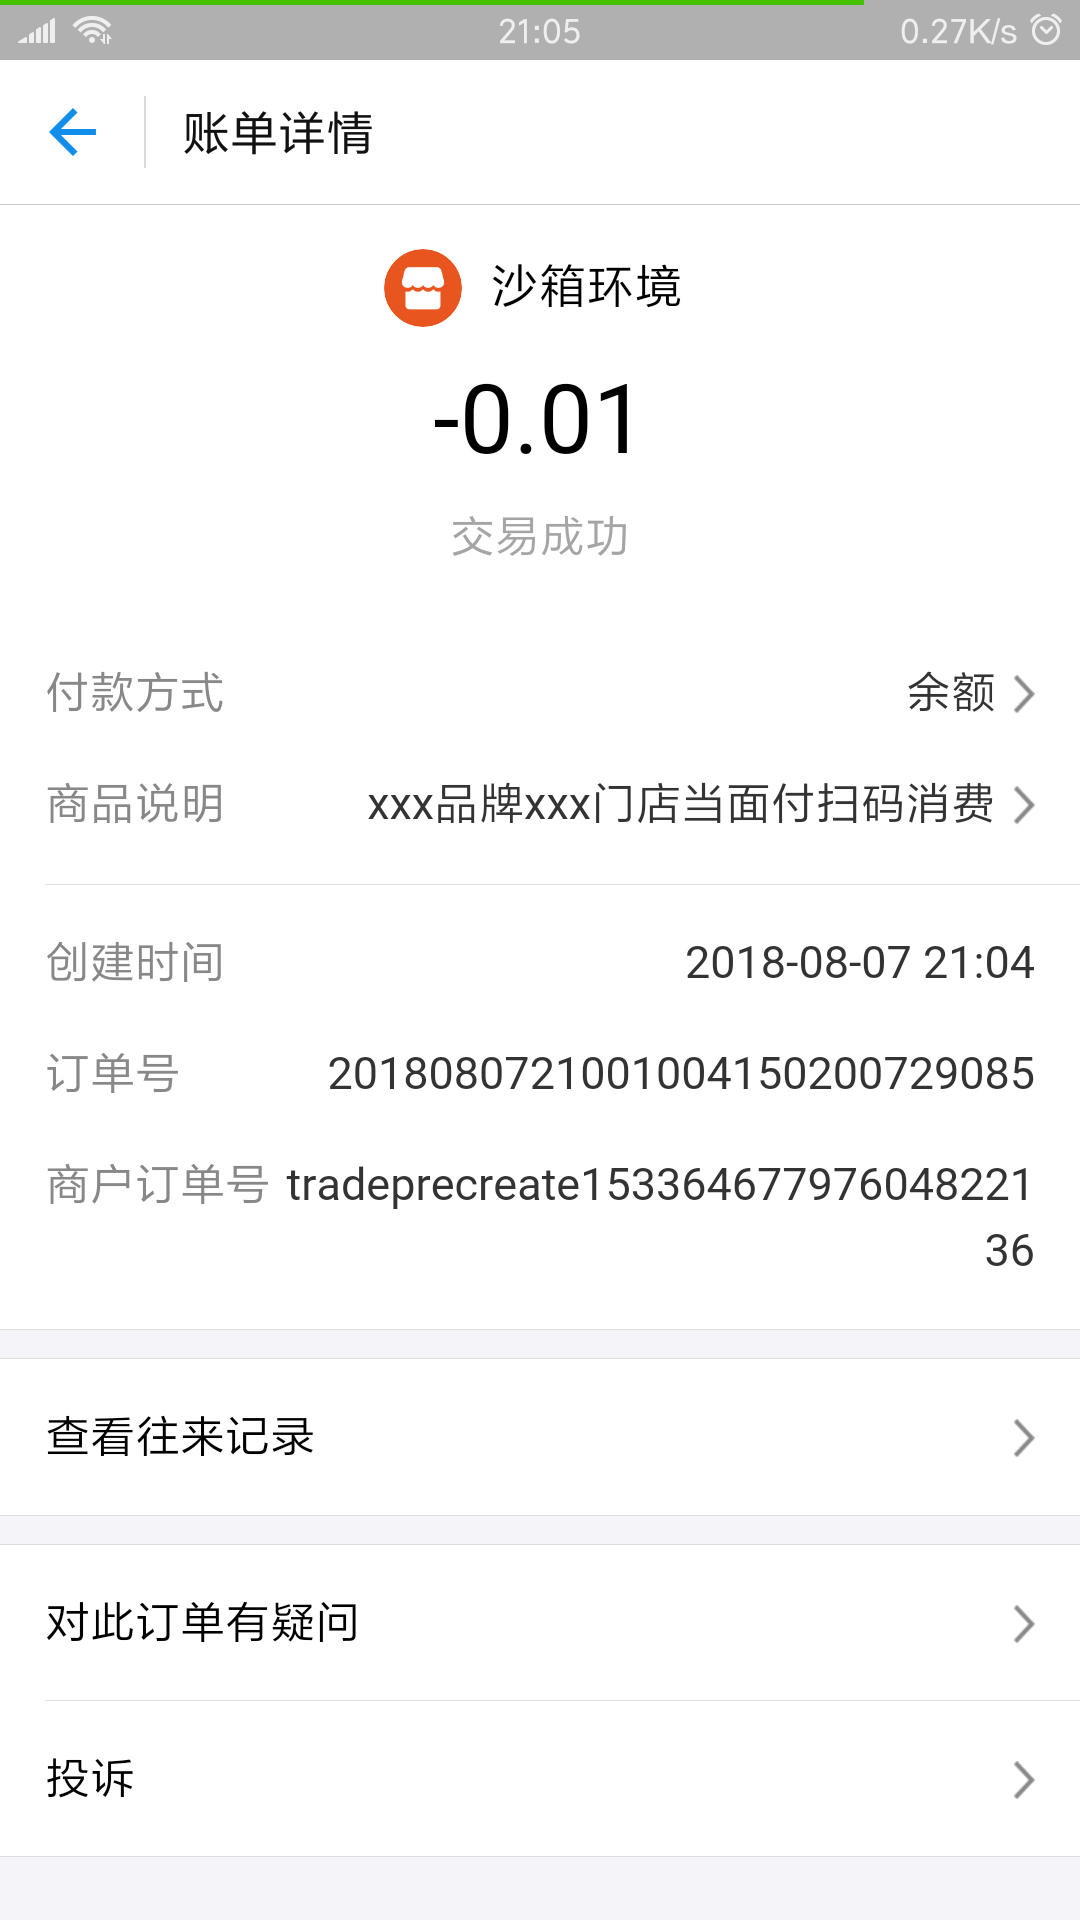 21:05
0.27K/s
账单详情
沙箱环境
-0.01
交易成功
付款方式 余额
商品说明 xxx品牌xxx门店当面付扫码消费
创建时间 2018-08-07 21:04
订单号 2018080721001004150200729085
商户订单号 tradeprecreate153364677976048221
36
查看往来记录
对此订单有疑问
投诉